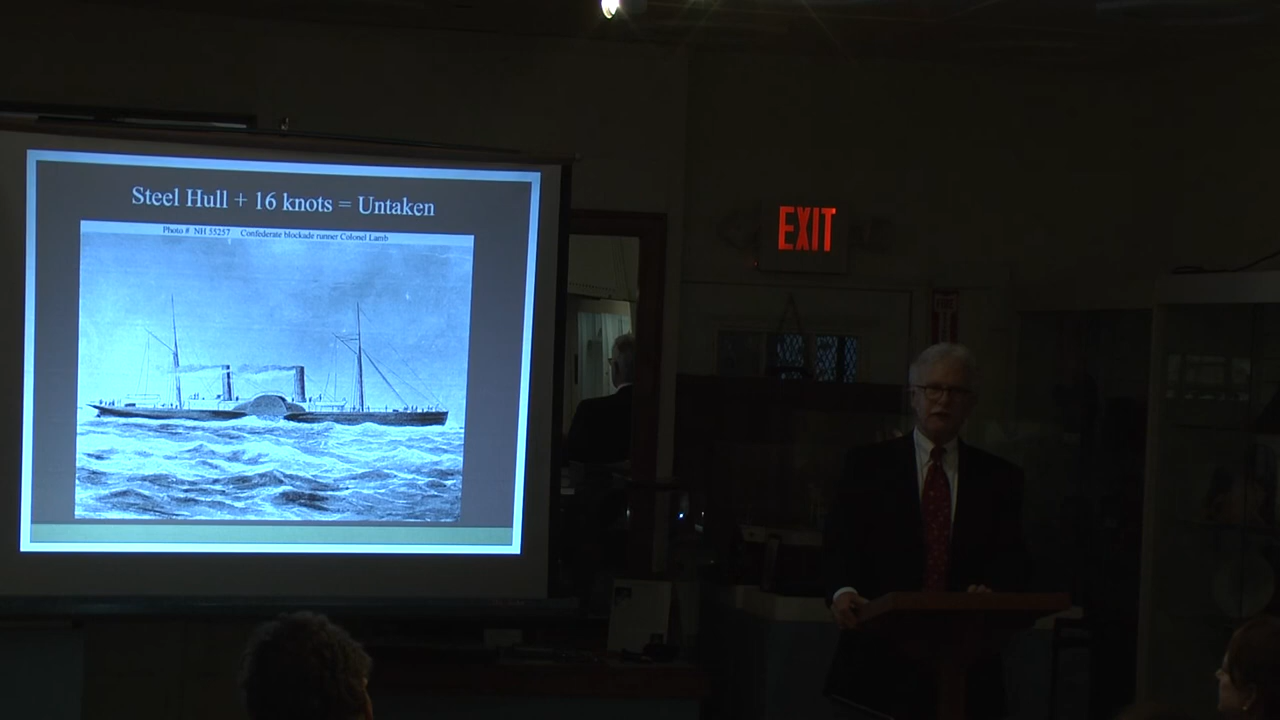 Steel Hull + 16 knots = Untaken
Photo # NH 55257 Confederate blockade runner Colonel Lamb
EXIT